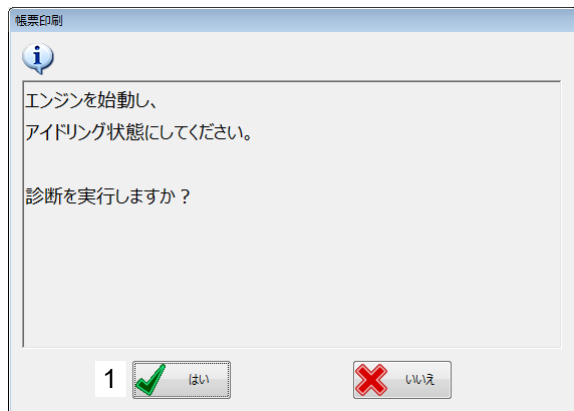 帳票印刷
エンジンを始動し、
アイドリング状態にしてください。
診断を実行しますか？
1 はい いいえ